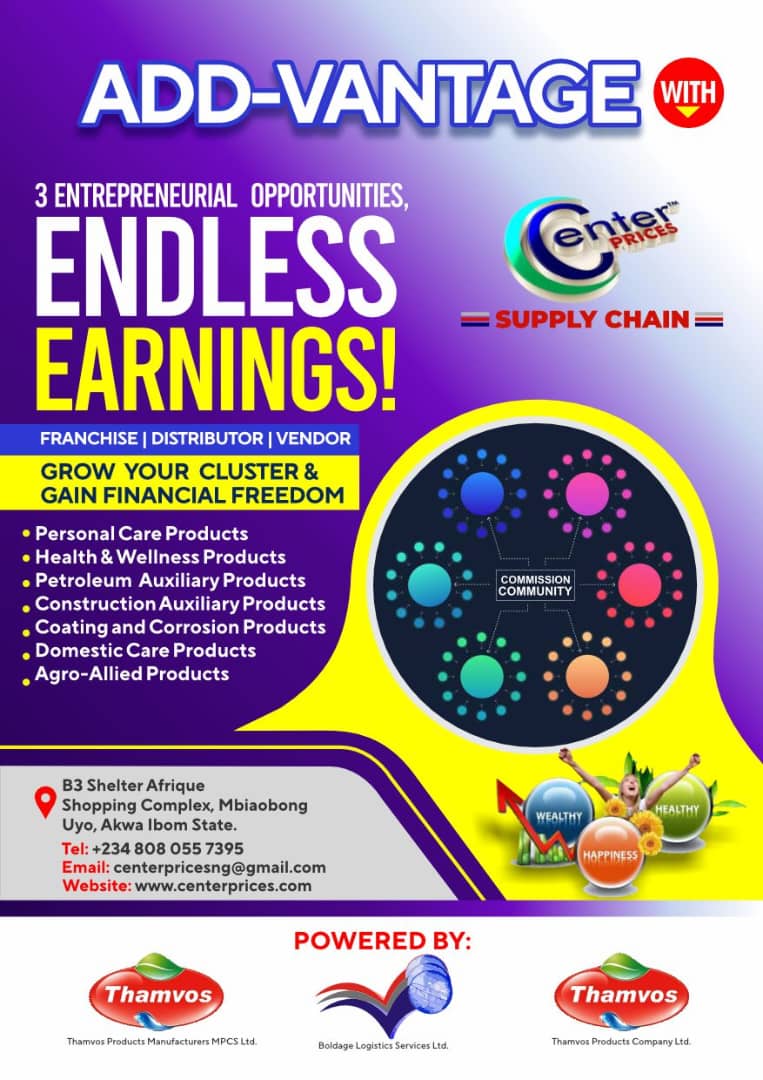 ADD-VANTAGE
WITH
3 ENTREPRENEURIAL OPPORTUNITIES,
ENDLESS
EARNINGS!
Center™
PRICES
SUPPLY CHAIN
FRANCHISE | DISTRIBUTOR | VENDOR
GROW YOUR CLUSTER &
GAIN FINANCIAL FREEDOM
• Personal Care Products
• Health & Wellness Products
• Petroleum Auxiliary Products
• Construction Auxiliary Products
• Coating and Corrosion Products
• Domestic Care Products
• Agro-Allied Products
COMMISSION
COMMUNITY
B3 Shelter Afrique
Shopping Complex, Mbiaobong
Uyo, Akwa Ibom State.
Tel: +234 808 055 7395
Email: centerpricesng@gmail.com
Website: www.centerprices.com
WEALTHY
HEALTHY
HAPPINESS
POWERED BY:
Thamvos
Thamvos Products Manufacturers MPCS Ltd.
Boldage Logistics Services Ltd.
Thamvos
Thamvos Products Company Ltd.